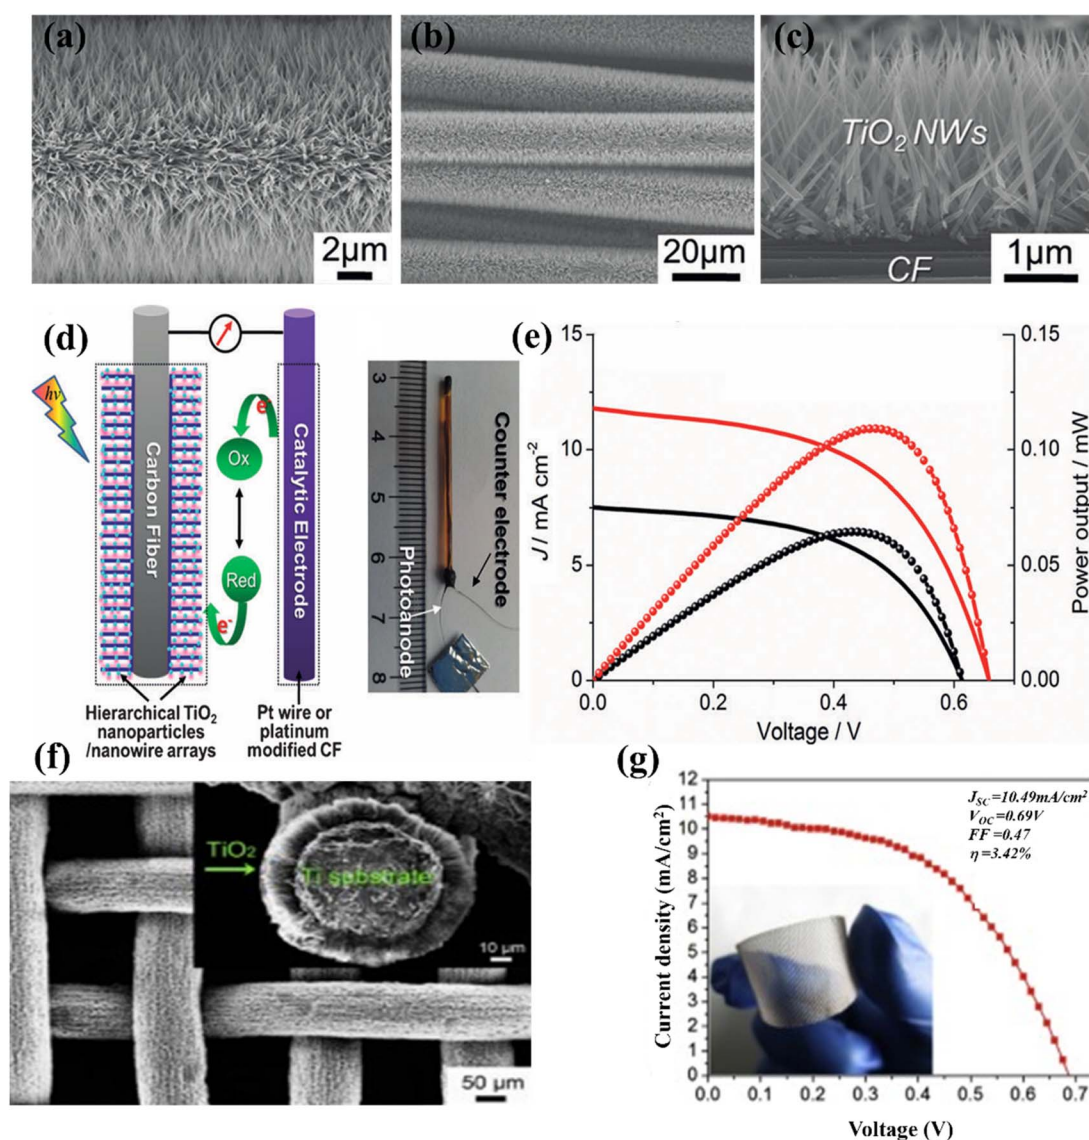 (a)
2μm
(b)
20μm
(c)
TiO₂ NWs
CF
1μm
(d)
hν
Carbon Fiber
Catalytic Electrode
e⁻
Ox
Red
e⁻
Hierarchical TiO₂
nanoparticles
/nanowire arrays
Pt wire or
platinum
modified CF
3
4
5
6
7
8
Photoanode
Counter electrode
(e)
15
10
5
0
J / mA cm⁻²
0.15
0.10
0.05
0.00
Power output / mW
0.0 0.2 0.4 0.6
Voltage / V
(f)
TiO₂
Ti substrate
10 μm
50 μm
(g)
12
11
10
9
8
7
6
5
4
3
2
1
0
Current density (mA/cm²)
J_SC=10.49mA/cm²
V_OC=0.69V
FF=0.47
η=3.42%
0.0 0.1 0.2 0.3 0.4 0.5 0.6 0.7
Voltage (V)